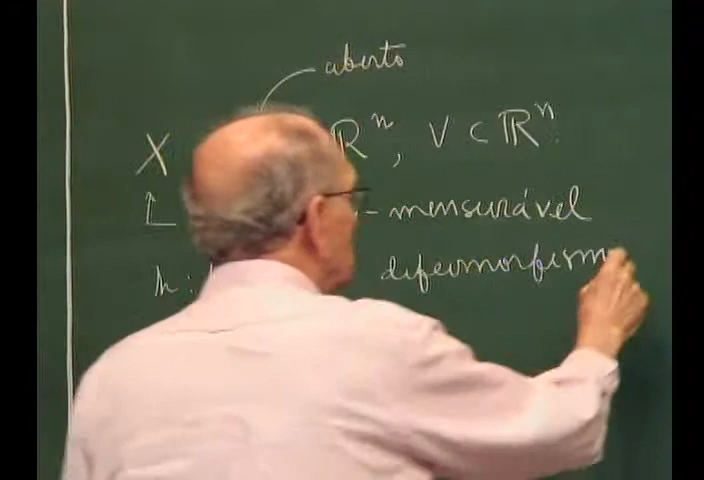 aberto
X ℝⁿ, V ⊂ ℝⁿ.
- mensurável
h : difeomorfism